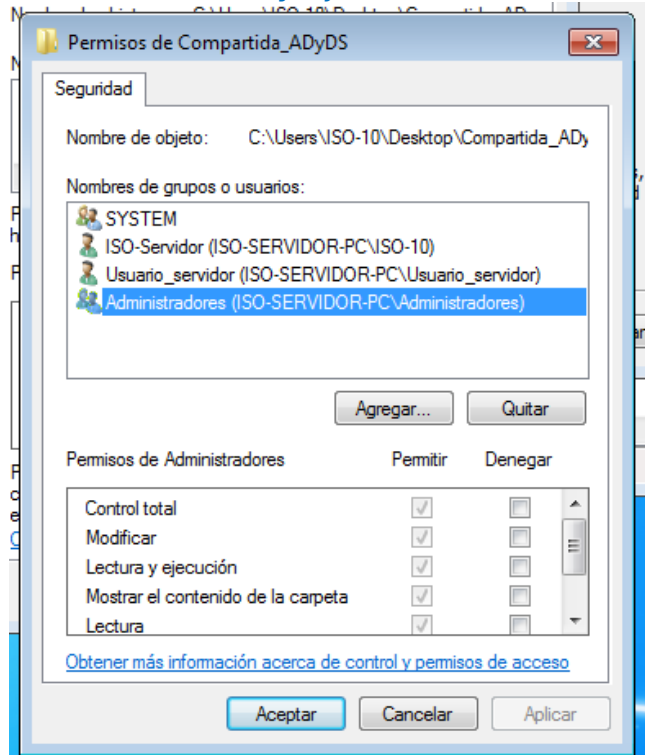 Permisos de Compartida_ADyDS
Seguridad
Nombre de objeto: C:\Users\ISO-10\Desktop\Compartida_ADy
Nombres de grupos o usuarios:
SYSTEM
ISO-Servidor (ISO-SERVIDOR-PC\ISO-10)
Usuario_servidor (ISO-SERVIDOR-PC\Usuario_servidor)
Administradores (ISO-SERVIDOR-PC\Administradores)
Agregar... Quitar
Permisos de Administradores Permitir Denegar
Control total
Modificar
Lectura y ejecución
Mostrar el contenido de la carpeta
Lectura
Obtener más información acerca de control y permisos de acceso
Aceptar Cancelar Aplicar